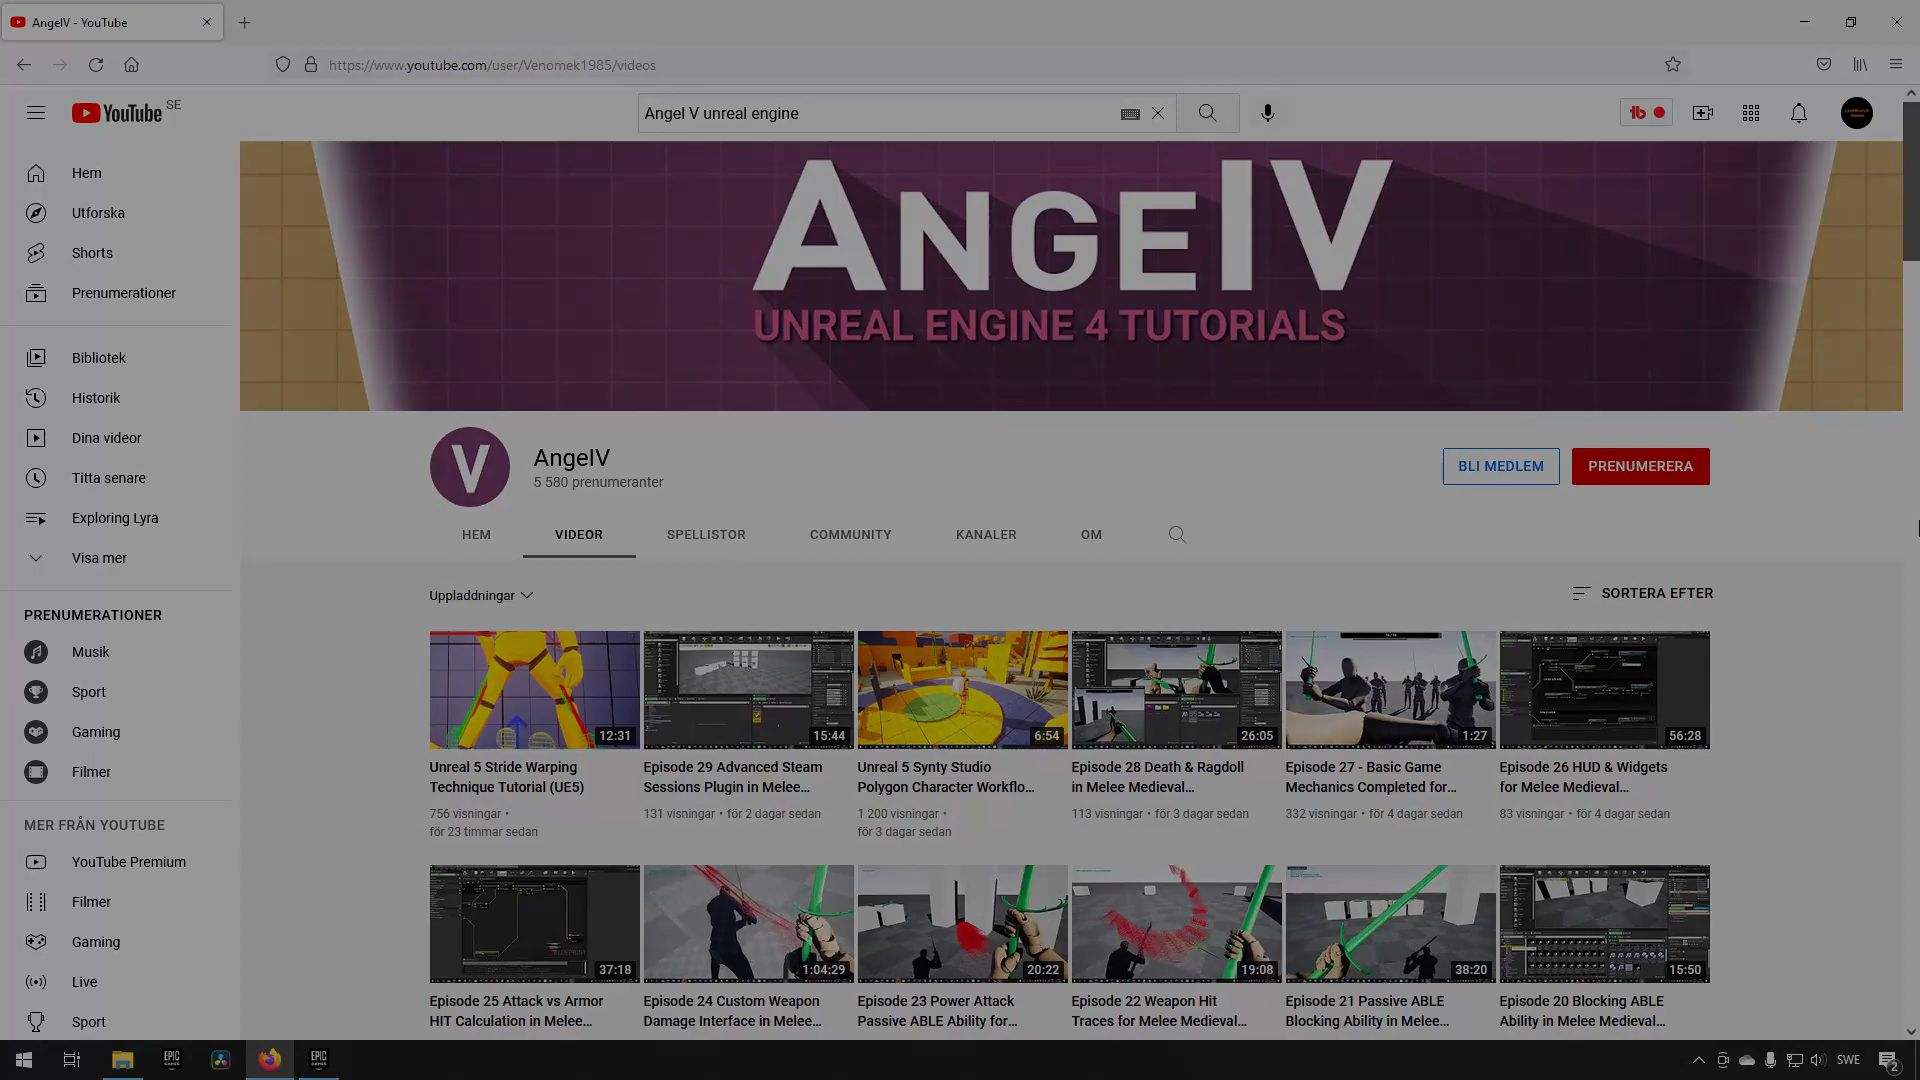 AngelV - YouTube
https://www.youtube.com/user/Venomek1985/videos
YouTube SE
Angel V unreal engine
Hem
Utforska
Shorts
Prenumerationer
Bibliotek
Historik
Dina videor
Titta senare
Exploring Lyra
Visa mer
PRENUMERATIONER
Musik
Sport
Gaming
Filmer
MER FRÅN YOUTUBE
YouTube Premium
Filmer
Gaming
Live
Sport
ANGELV
UNREAL ENGINE 4 TUTORIALS
V
AngelV
5 580 prenumeranter
BLI MEDLEM
PRENUMERERA
HEM VIDEOR SPELLISTOR COMMUNITY KANALER OM
Uppladdningar
SORTERA EFTER
12:31
Unreal 5 Stride Warping
Technique Tutorial (UE5)
756 visningar •
för 23 timmar sedan
15:44
Episode 29 Advanced Steam
Sessions Plugin in Melee...
131 visningar • för 2 dagar sedan
6:54
Unreal 5 Synty Studio
Polygon Character Workflo...
1 200 visningar •
för 3 dagar sedan
26:05
Episode 28 Death & Ragdoll
in Melee Medieval...
113 visningar • för 3 dagar sedan
1:27
Episode 27 - Basic Game
Mechanics Completed for...
332 visningar • för 4 dagar sedan
56:28
Episode 26 HUD & Widgets
for Melee Medieval...
83 visningar • för 4 dagar sedan
37:18
Episode 25 Attack vs Armor
HIT Calculation in Melee...
1:04:29
Episode 24 Custom Weapon
Damage Interface in Melee...
20:22
Episode 23 Power Attack
Passive ABLE Ability for...
19:08
Episode 22 Weapon Hit
Traces for Melee Medieval...
38:20
Episode 21 Passive ABLE
Blocking Ability in Melee...
15:50
Episode 20 Blocking ABLE
Ability in Melee Medieval...
EPIC
GAMES
EPIC
GAMES
SWE
2